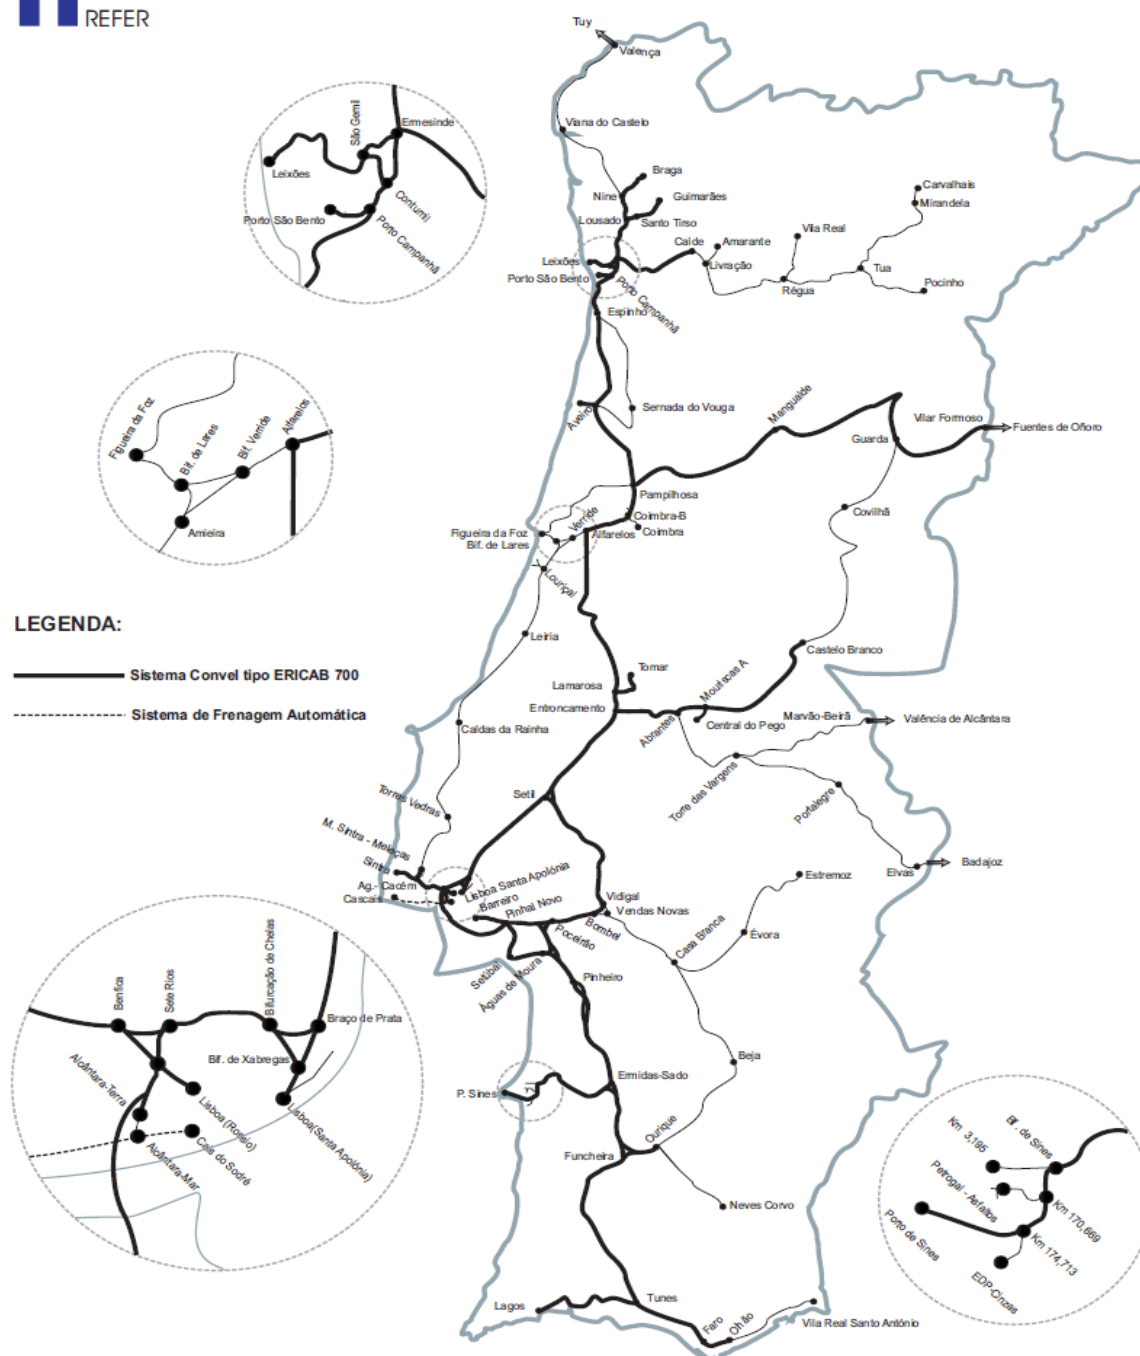 REFER
Tuy
Valença
Viana do Castelo
Braga
Nine
Guimarães
Lousado
Santo Tirso
Caíde
Amarante
Vila Real
Carvalhais
Mirandela
Leixões
Livração
Tua
Porto São Bento
Porto Campanhã
Régua
Pocinho
Espinho
São Gemil
Ermesinde
Leixões
Contumil
Porto São Bento
Porto Campanhã
Aveiro
Sernada do Vouga
Mangualde
Vilar Formoso
Fuentes de Oñoro
Guarda
Pampilhosa
Covilhã
Figueira da Foz
Bif. de Lares
Bif. Verride
Alfarelos
Amieira
Coimbra-B
Verride
Figueira da Foz
Coimbra
Alfarelos
Bif. de Lares
Louriçal
LEGENDA:
Sistema Convel tipo ERICAB 700
Sistema de Frenagem Automática
Leiria
Castelo Branco
Tomar
Lamarosa
Mouriscas A
Entroncamento
Abrantes
Central do Pego
Marvão-Beirã
Valência de Alcântara
Caldas da Rainha
Torre das Vargens
Portalegre
Setil
Torres Vedras
M. Sintra - Meleças
Sintra
Elvas
Badajoz
Lisboa Santa Apolónia
Ag.- Cacém
Cascais
Barreiro
Pinhal Novo
Vidigal
Vendas Novas
Bombel
Estremoz
Poceirão
Casa Branca
Évora
Setúbal
Águas de Moura
Pinheiro
Benfica
Sete Rios
Bifurcação de Chelas
Braço de Prata
Bif. de Xabregas
Alcântara-Terra
Lisboa (Rossio)
Lisboa(Santa Apolónia)
Cais do Sodré
Alcântara-Mar
Beja
Ermidas-Sado
P. Sines
Ourique
Funcheira
Neves Corvo
Km 3,195
Bif. de Sines
Petrogal - Asfaltos
Km 170,669
Porto de Sines
Km 174,713
EDP-Cinzas
Lagos
Tunes
Faro
Olhão
Vila Real Santo António